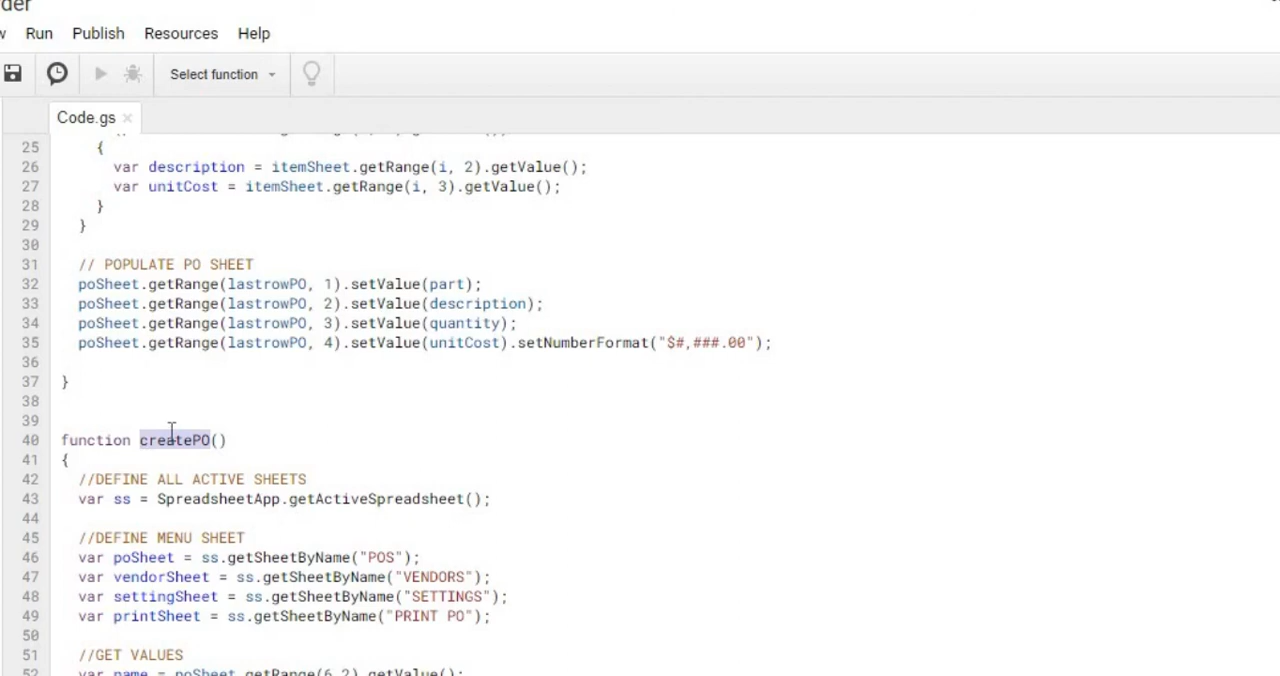 der
Run Publish Resources Help
Select function
Code.gs ×
25 {
26 var description = itemSheet.getRange(i, 2).getValue();
27 var unitCost = itemSheet.getRange(i, 3).getValue();
28 }
29 }
30
31 // POPULATE PO SHEET
32 poSheet.getRange(lastrowPO, 1).setValue(part);
33 poSheet.getRange(lastrowPO, 2).setValue(description);
34 poSheet.getRange(lastrowPO, 3).setValue(quantity);
35 poSheet.getRange(lastrowPO, 4).setValue(unitCost).setNumberFormat("$#,###.00");
36
37 }
38
39
40 function createPO()
41 {
42 //DEFINE ALL ACTIVE SHEETS
43 var ss = SpreadsheetApp.getActiveSpreadsheet();
44
45 //DEFINE MENU SHEET
46 var poSheet = ss.getSheetByName("POS");
47 var vendorSheet = ss.getSheetByName("VENDORS");
48 var settingSheet = ss.getSheetByName("SETTINGS");
49 var printSheet = ss.getSheetByName("PRINT PO");
50
51 //GET VALUES
52 var name = poSheet.getRange(6,2).getValue();